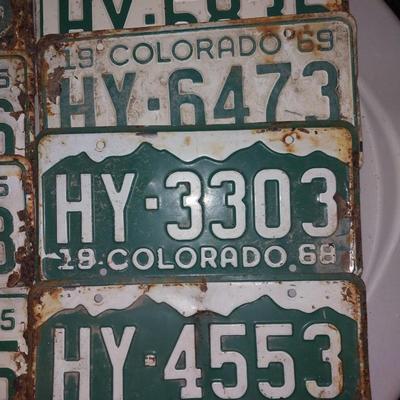 19 COLORADO '69
HY-6473
HY-3303
19 COLORADO 68
HY-4553